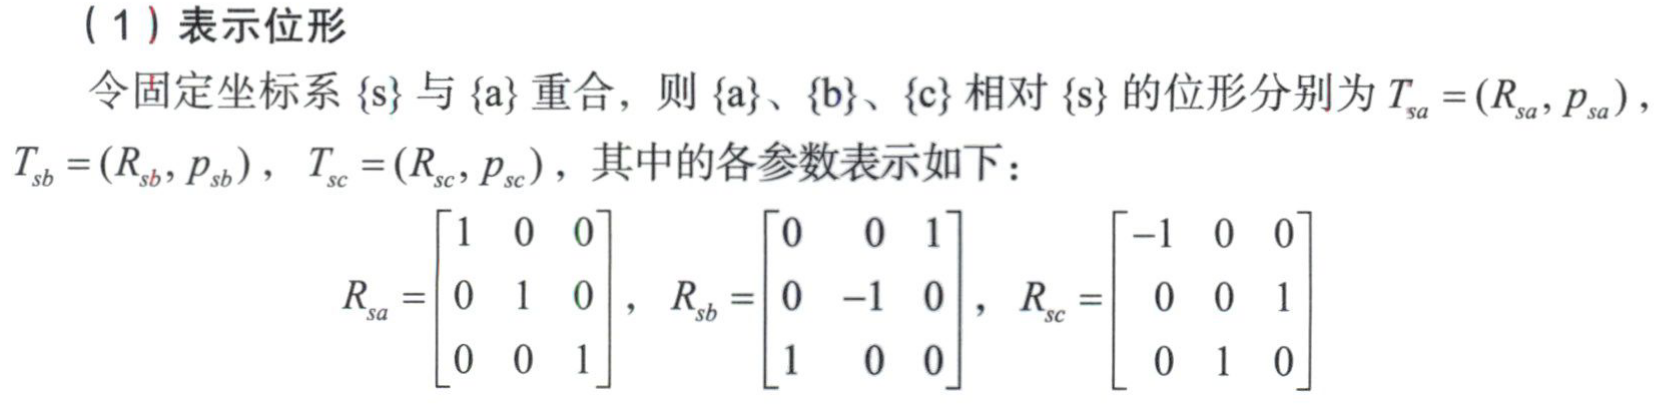 （1）表示位形
令固定坐标系 {s} 与 {a} 重合，则 {a}、{b}、{c} 相对 {s} 的位形分别为 $T_{sa} = (R_{sa}, p_{sa})$，
$T_{sb} = (R_{sb}, p_{sb})$，$T_{sc} = (R_{sc}, p_{sc})$，其中的各参数表示如下：
$R_{sa} = \begin{bmatrix} 1 & 0 & 0 \\ 0 & 1 & 0 \\ 0 & 0 & 1 \end{bmatrix}$，$R_{sb} = \begin{bmatrix} 0 & 0 & 1 \\ 0 & -1 & 0 \\ 1 & 0 & 0 \end{bmatrix}$，$R_{sc} = \begin{bmatrix} -1 & 0 & 0 \\ 0 & 0 & 1 \\ 0 & 1 & 0 \end{bmatrix}$